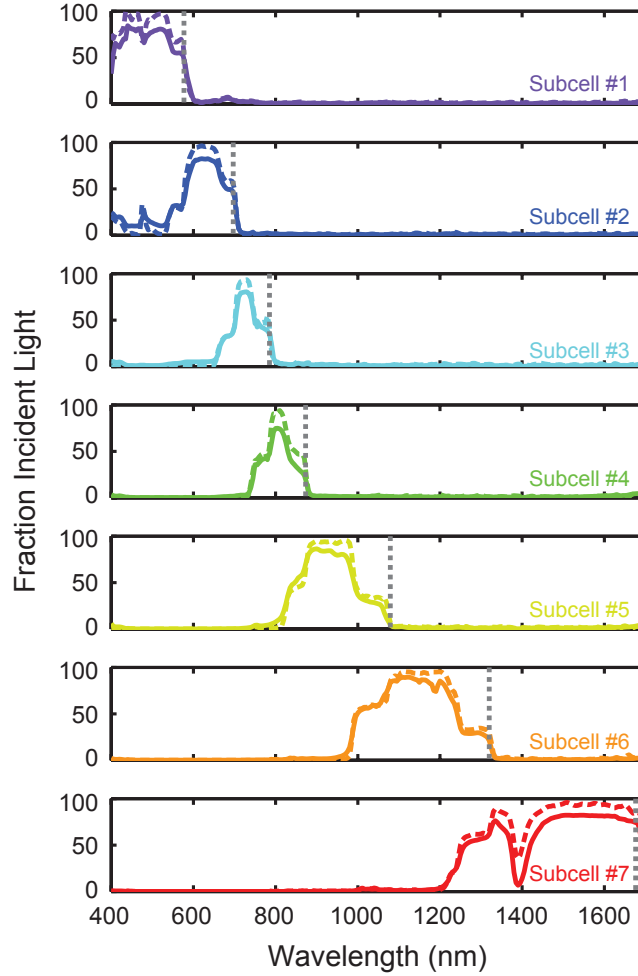 100
50
0
Subcell #1
100
50
0
Subcell #2
100
50
0
Subcell #3
100
50
0
Subcell #4
100
50
0
Subcell #5
100
50
0
Subcell #6
100
50
0
Subcell #7
400 600 800 1000 1200 1400 1600
Wavelength (nm)
Fraction Incident Light